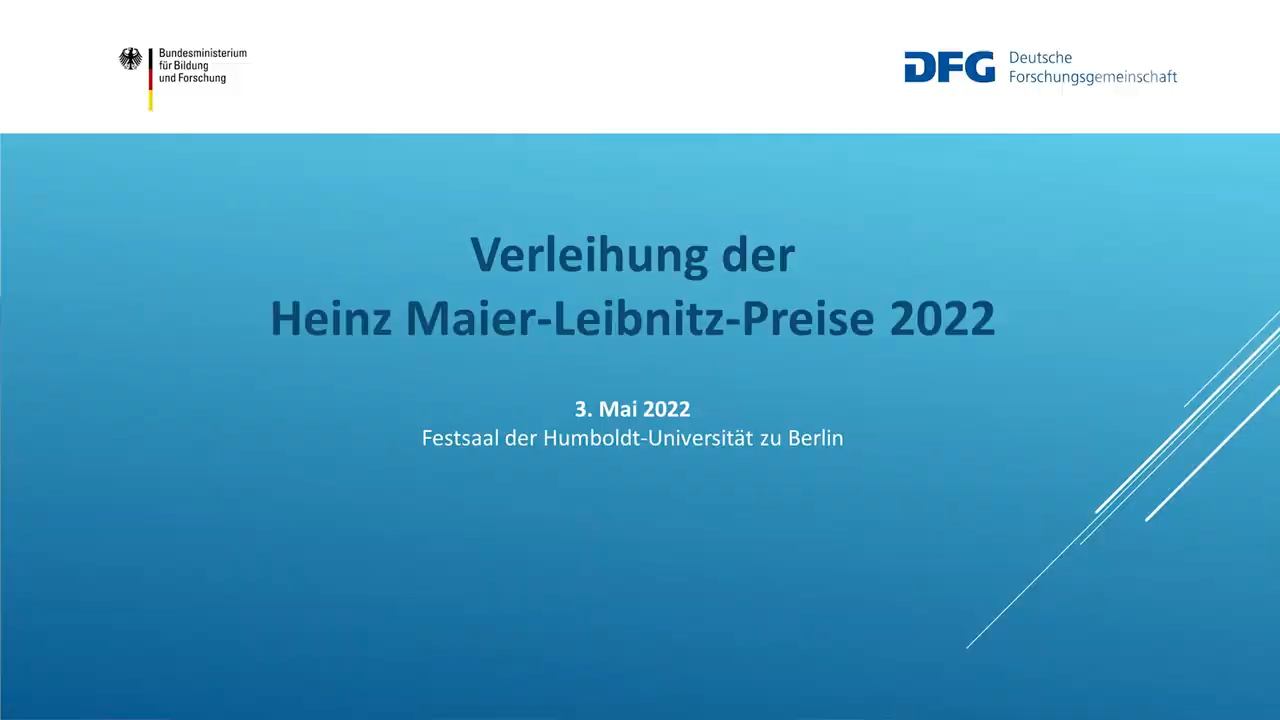 Bundesministerium
für Bildung
und Forschung
DFG Deutsche
Forschungsgemeinschaft
Verleihung der
Heinz Maier-Leibnitz-Preise 2022
3. Mai 2022
Festsaal der Humboldt-Universität zu Berlin